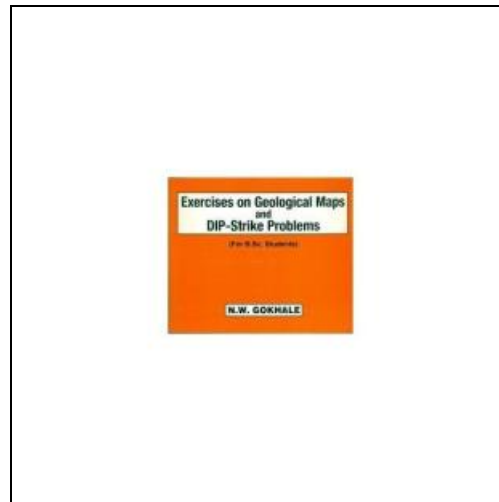 Exercises on Geological Maps
and
DIP-Strike Problems
(For B.Sc. Students)
N.W. GOKHALE